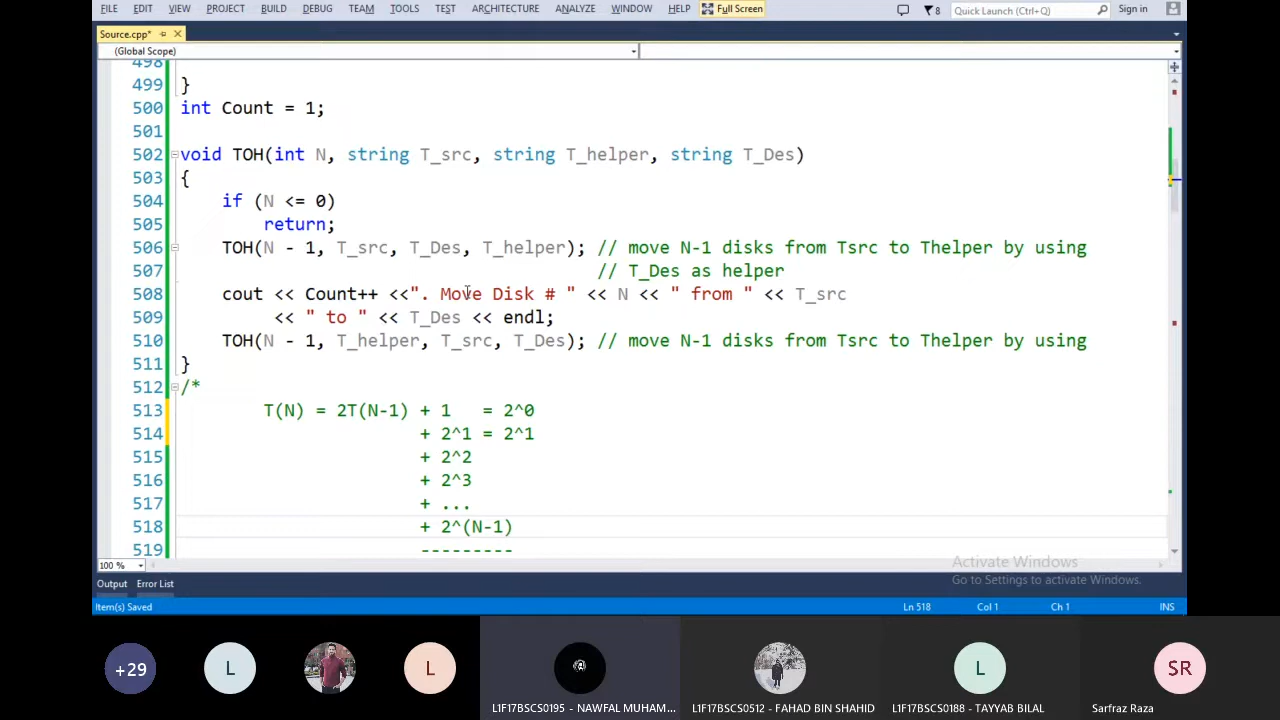 FILE EDIT VIEW PROJECT BUILD DEBUG TEAM TOOLS TEST ARCHITECTURE ANALYZE WINDOW HELP Full Screen 8 Quick Launch (Ctrl+Q) Sign in
Source.cpp*
(Global Scope)
498
499 }
500 int Count = 1;
501
502 void TOH(int N, string T_src, string T_helper, string T_Des)
503 {
504 if (N <= 0)
505 return;
506 TOH(N - 1, T_src, T_Des, T_helper); // move N-1 disks from Tsrc to Thelper by using
507 // T_Des as helper
508 cout << Count++ <<". Move Disk # " << N << " from " << T_src
509 << " to " << T_Des << endl;
510 TOH(N - 1, T_helper, T_src, T_Des); // move N-1 disks from Tsrc to Thelper by using
511 }
512 /*
513 T(N) = 2T(N-1) + 1 = 2^0
514 + 2^1 = 2^1
515 + 2^2
516 + 2^3
517 + ...
518 + 2^(N-1)
519 ---------
100 %
Activate Windows
Go to Settings to activate Windows.
Output Error List
Item(s) Saved Ln 518 Col 1 Ch 1 INS
+29 L L L SR
L1F17BSCS0195 - NAWFAL MUHAM... L1F17BSCS0512 - FAHAD BIN SHAHID L1F17BSCS0188 - TAYYAB BILAL Sarfraz Raza